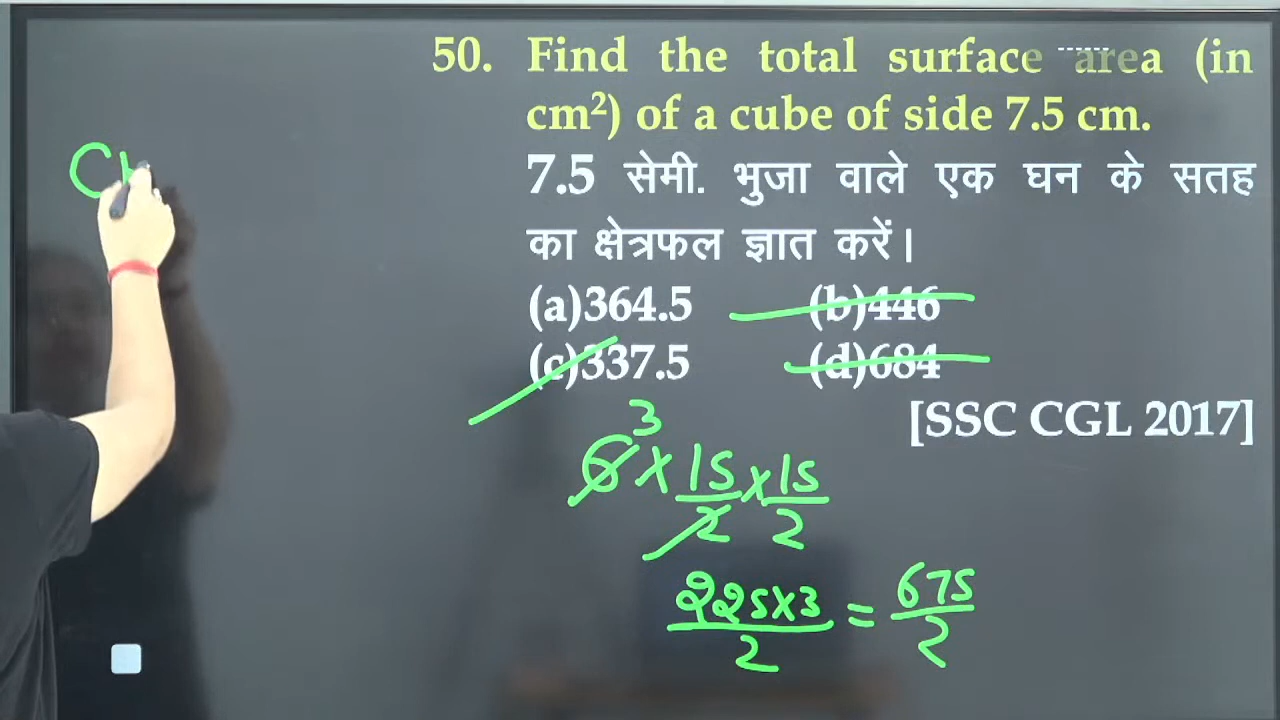 50. Find the total surface area (in
cm²) of a cube of side 7.5 cm.
7.5 सेमी. भुजा वाले एक घन के सतह
का क्षेत्रफल ज्ञात करें।
(a)364.5 (b)446
(c)337.5 (d)684
[SSC CGL 2017]
3
6 × 15/2 × 15/2
225×3/2 = 675/2